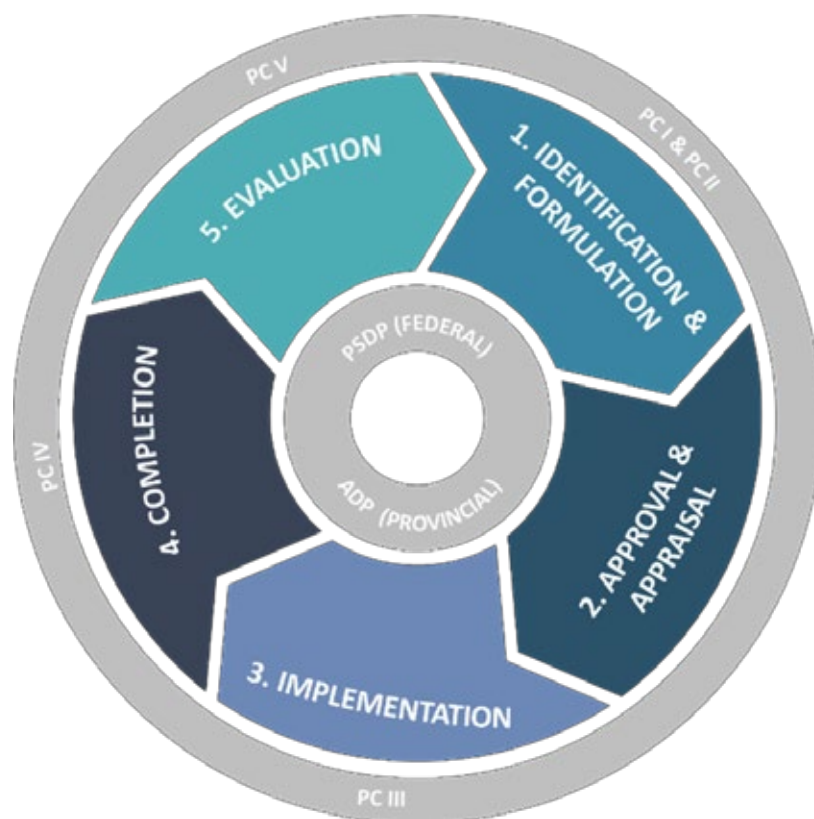 PC V
PC I & PC II
1. IDENTIFICATION &
FORMULATION
2. APPROVAL &
APPRAISAL
3. IMPLEMENTATION
PC III
4. COMPLETION
PC IV
5. EVALUATION
PSDP (FEDERAL)
ADP (PROVINCIAL)